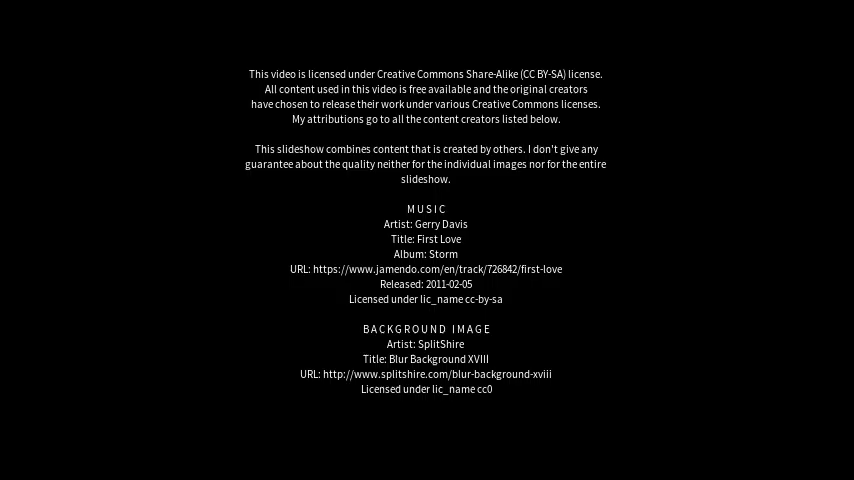 This video is licensed under Creative Commons Share-Alike (CC BY-SA) license.
All content used in this video is free available and the original creators
have chosen to release their work under various Creative Commons licenses.
My attributions go to all the content creators listed below.
This slideshow combines content that is created by others. I don't give any
guarantee about the quality neither for the individual images nor for the entire
slideshow.
MUSIC
Artist: Gerry Davis
Title: First Love
Album: Storm
URL: https://www.jamendo.com/en/track/726842/first-love
Released: 2011-02-05
Licensed under lic_name cc-by-sa
BACKGROUND IMAGE
Artist: SplitShire
Title: Blur Background XVIII
URL: http://www.splitshire.com/blur-background-xviii
Licensed under lic_name cc0